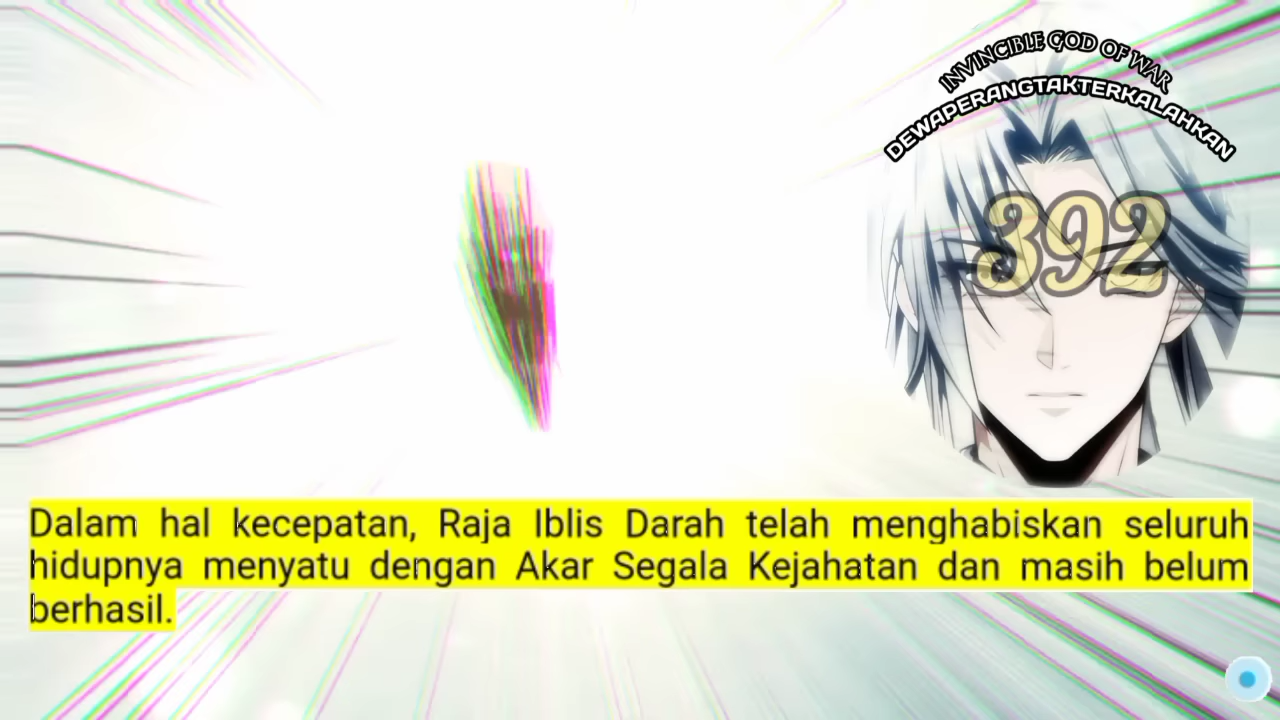 INVINCIBLE GOD OF WAR
DEWAPERANGTAKTERKALAHKAN
392
Dalam hal kecepatan, Raja Iblis Darah telah menghabiskan seluruh
hidupnya menyatu dengan Akar Segala Kejahatan dan masih belum
berhasil.